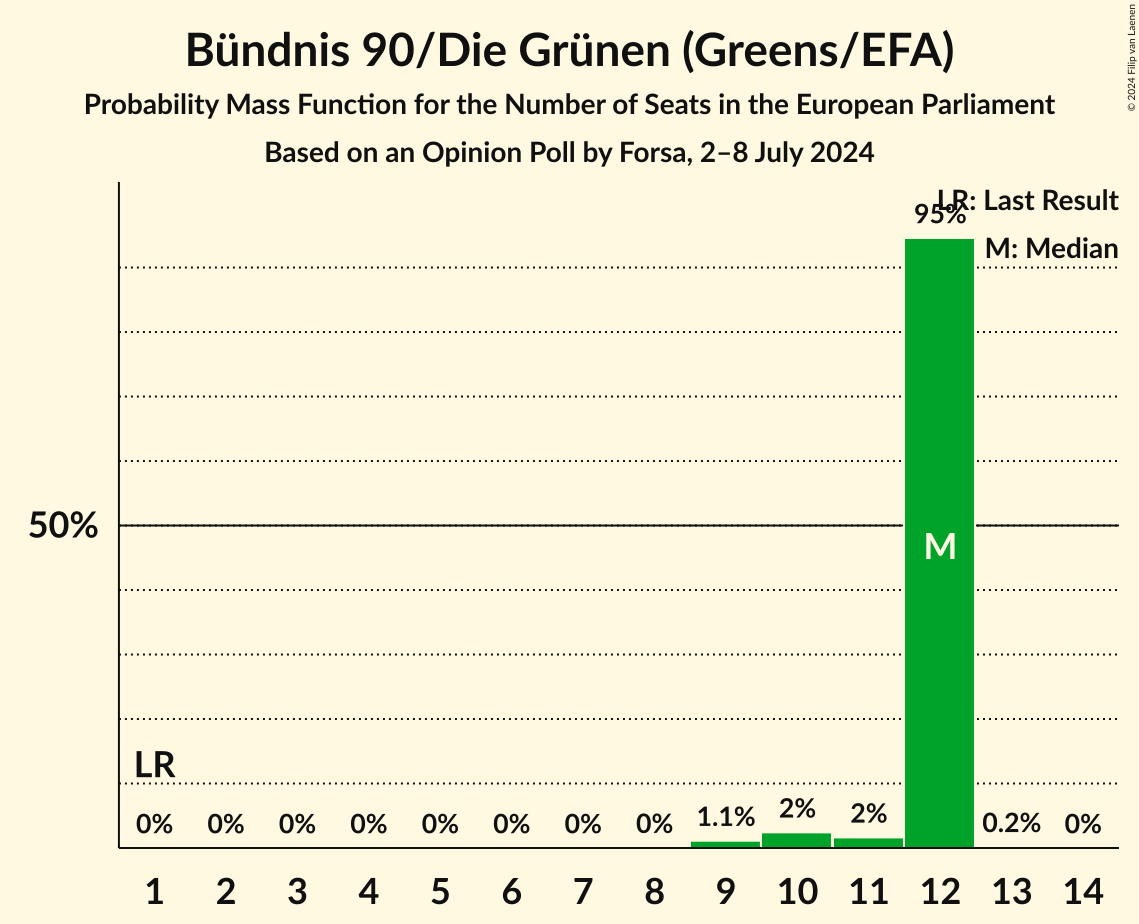 Bündnis 90/Die Grünen (Greens/EFA)
Probability Mass Function for the Number of Seats in the European Parliament
Based on an Opinion Poll by Forsa, 2–8 July 2024
© 2024 Filip van Laenen
LR: Last Result
M: Median
95%
50%
M
LR
0% 0% 0% 0% 0% 0% 0% 0% 1.1% 2% 2% 0.2% 0%
1 2 3 4 5 6 7 8 9 10 11 12 13 14